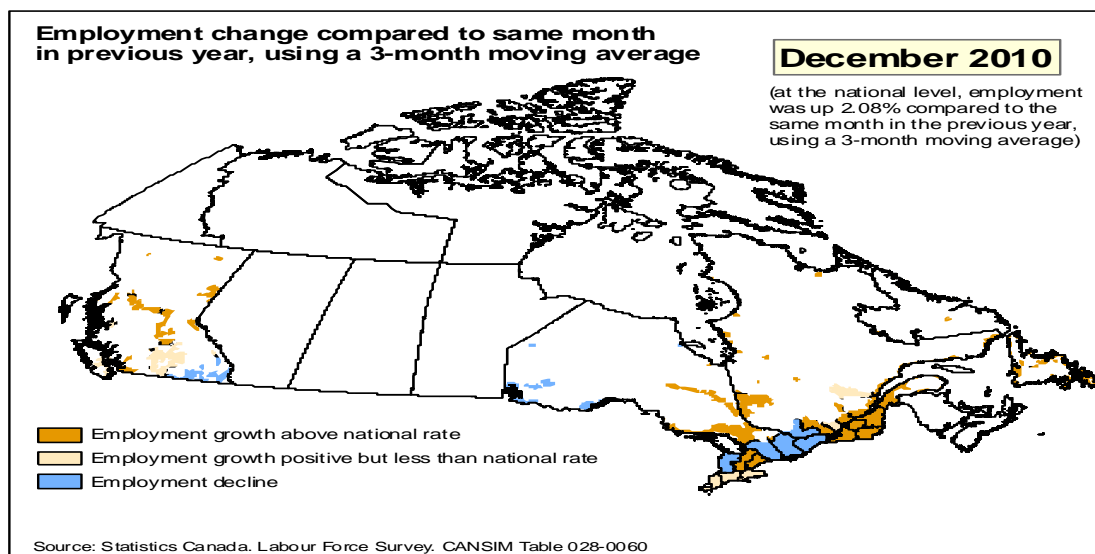 Employment change compared to same month
in previous year, using a 3-month moving average
December 2010
(at the national level, employment
was up 2.08% compared to the
same month in the previous year,
using a 3-month moving average)
Employment growth above national rate
Employment growth positive but less than national rate
Employment decline
Source: Statistics Canada. Labour Force Survey. CANSIM Table 028-0060